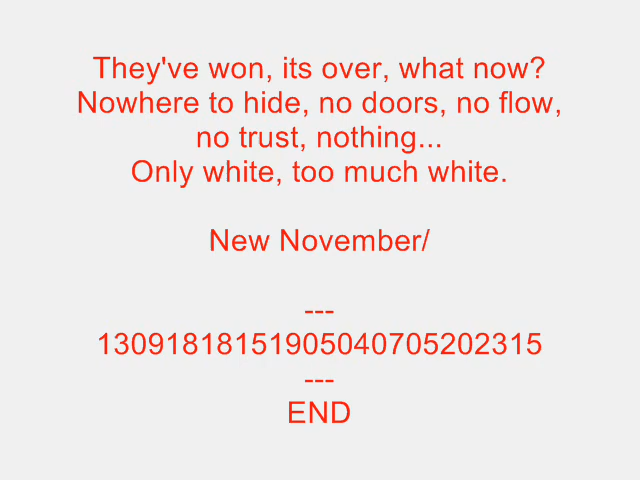 They've won, its over, what now?
Nowhere to hide, no doors, no flow,
no trust, nothing...
Only white, too much white.
New November/
---
13091818151905040705202315
---
END